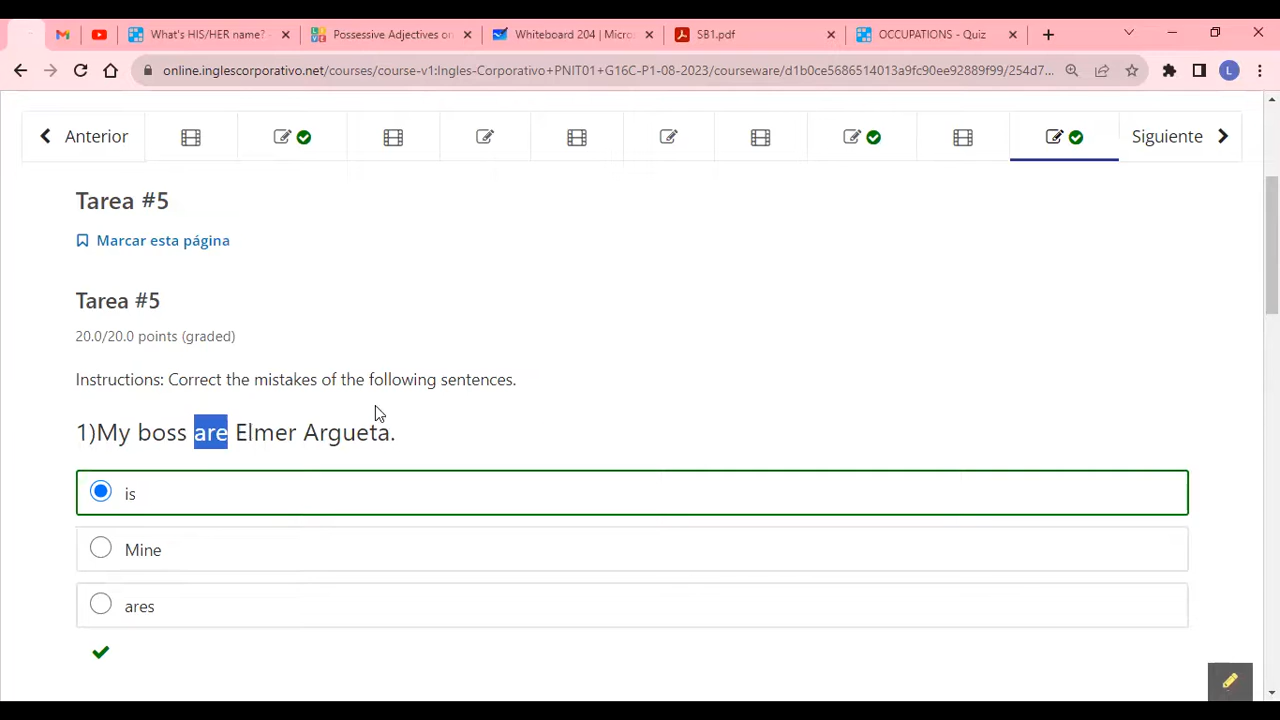 What's HIS/HER name? -
Possessive Adjectives on
Whiteboard 204 | Micros
SB1.pdf
OCCUPATIONS - Quiz
online.inglescorporativo.net/courses/course-v1:Ingles-Corporativo+PNIT01+G16C-P1-08-2023/courseware/d1b0ce5686514013a9fc90ee92889f99/254d7...
L
Anterior
Siguiente
Tarea #5
Marcar esta página
Tarea #5
20.0/20.0 points (graded)
Instructions: Correct the mistakes of the following sentences.
1)My boss are Elmer Argueta.
is
Mine
ares